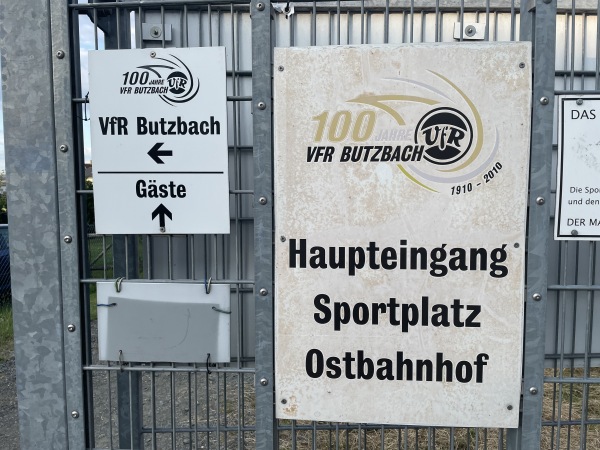 100 JAHRE
VfR
VFR BUTZBACH
VfR Butzbach
←
Gäste
↑
100 JAHRE
VfR
VFR BUTZBACH
1910 - 2010
Haupteingang
Sportplatz
Ostbahnhof
DAS
Die Spor
und den
DER MA